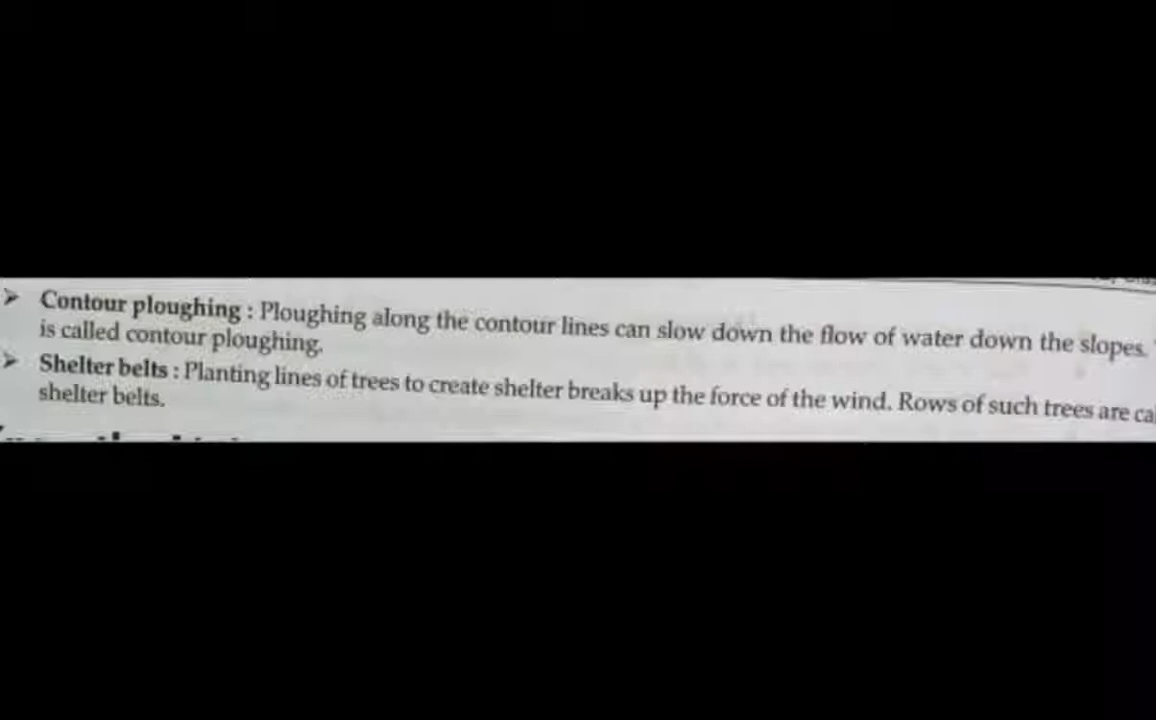 ➤ Contour ploughing : Ploughing along the contour lines can slow down the flow of water down the slopes.
is called contour ploughing.
➤ Shelter belts : Planting lines of trees to create shelter breaks up the force of the wind. Rows of such trees are
shelter belts.